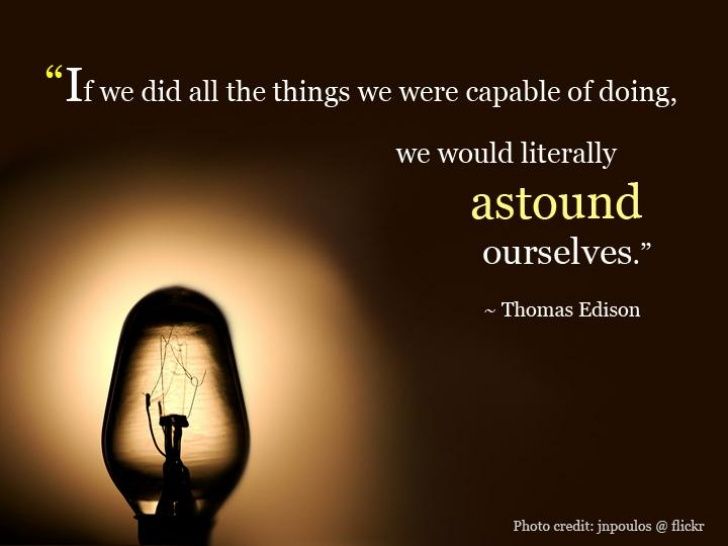 “If we did all the things we were capable of doing,
we would literally
astound
ourselves.”
~ Thomas Edison
Photo credit: jnpoulos @ flickr